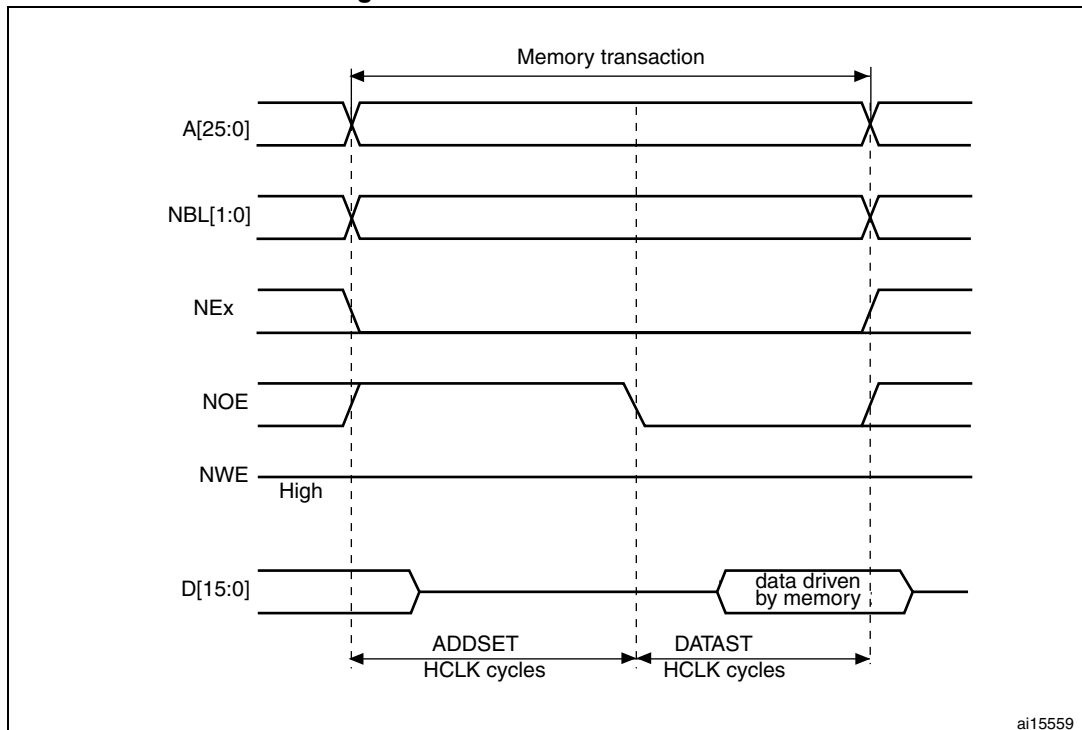 Memory transaction
A[25:0]
NBL[1:0]
NEx
NOE
NWE
High
D[15:0]
data driven
by memory
ADDSET
HCLK cycles
DATAST
HCLK cycles
ai15559